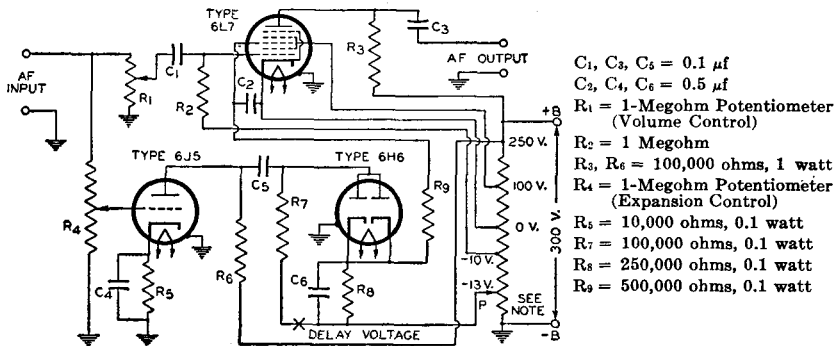 TYPE
6L7
C3
R3
AF OUTPUT
AF
INPUT
R1
C1
R2
C2
+B
250 V.
TYPE 6J5
C5
TYPE 6H6
R7
R9
100 V.
0 V.
300 V.
R4
-10 V.
-13 V.
P
C4
R5
R6
C6
R8
DELAY VOLTAGE
SEE
NOTE
-B
C1, C3, C5 = 0.1 μf
C2, C4, C6 = 0.5 μf
R1 = 1-Megohm Potentiometer
(Volume Control)
R2 = 1 Megohm
R3, R6 = 100,000 ohms, 1 watt
R4 = 1-Megohm Potentiometer
(Expansion Control)
R5 = 10,000 ohms, 0.1 watt
R7 = 100,000 ohms, 0.1 watt
R8 = 250,000 ohms, 0.1 watt
R9 = 500,000 ohms, 0.1 watt